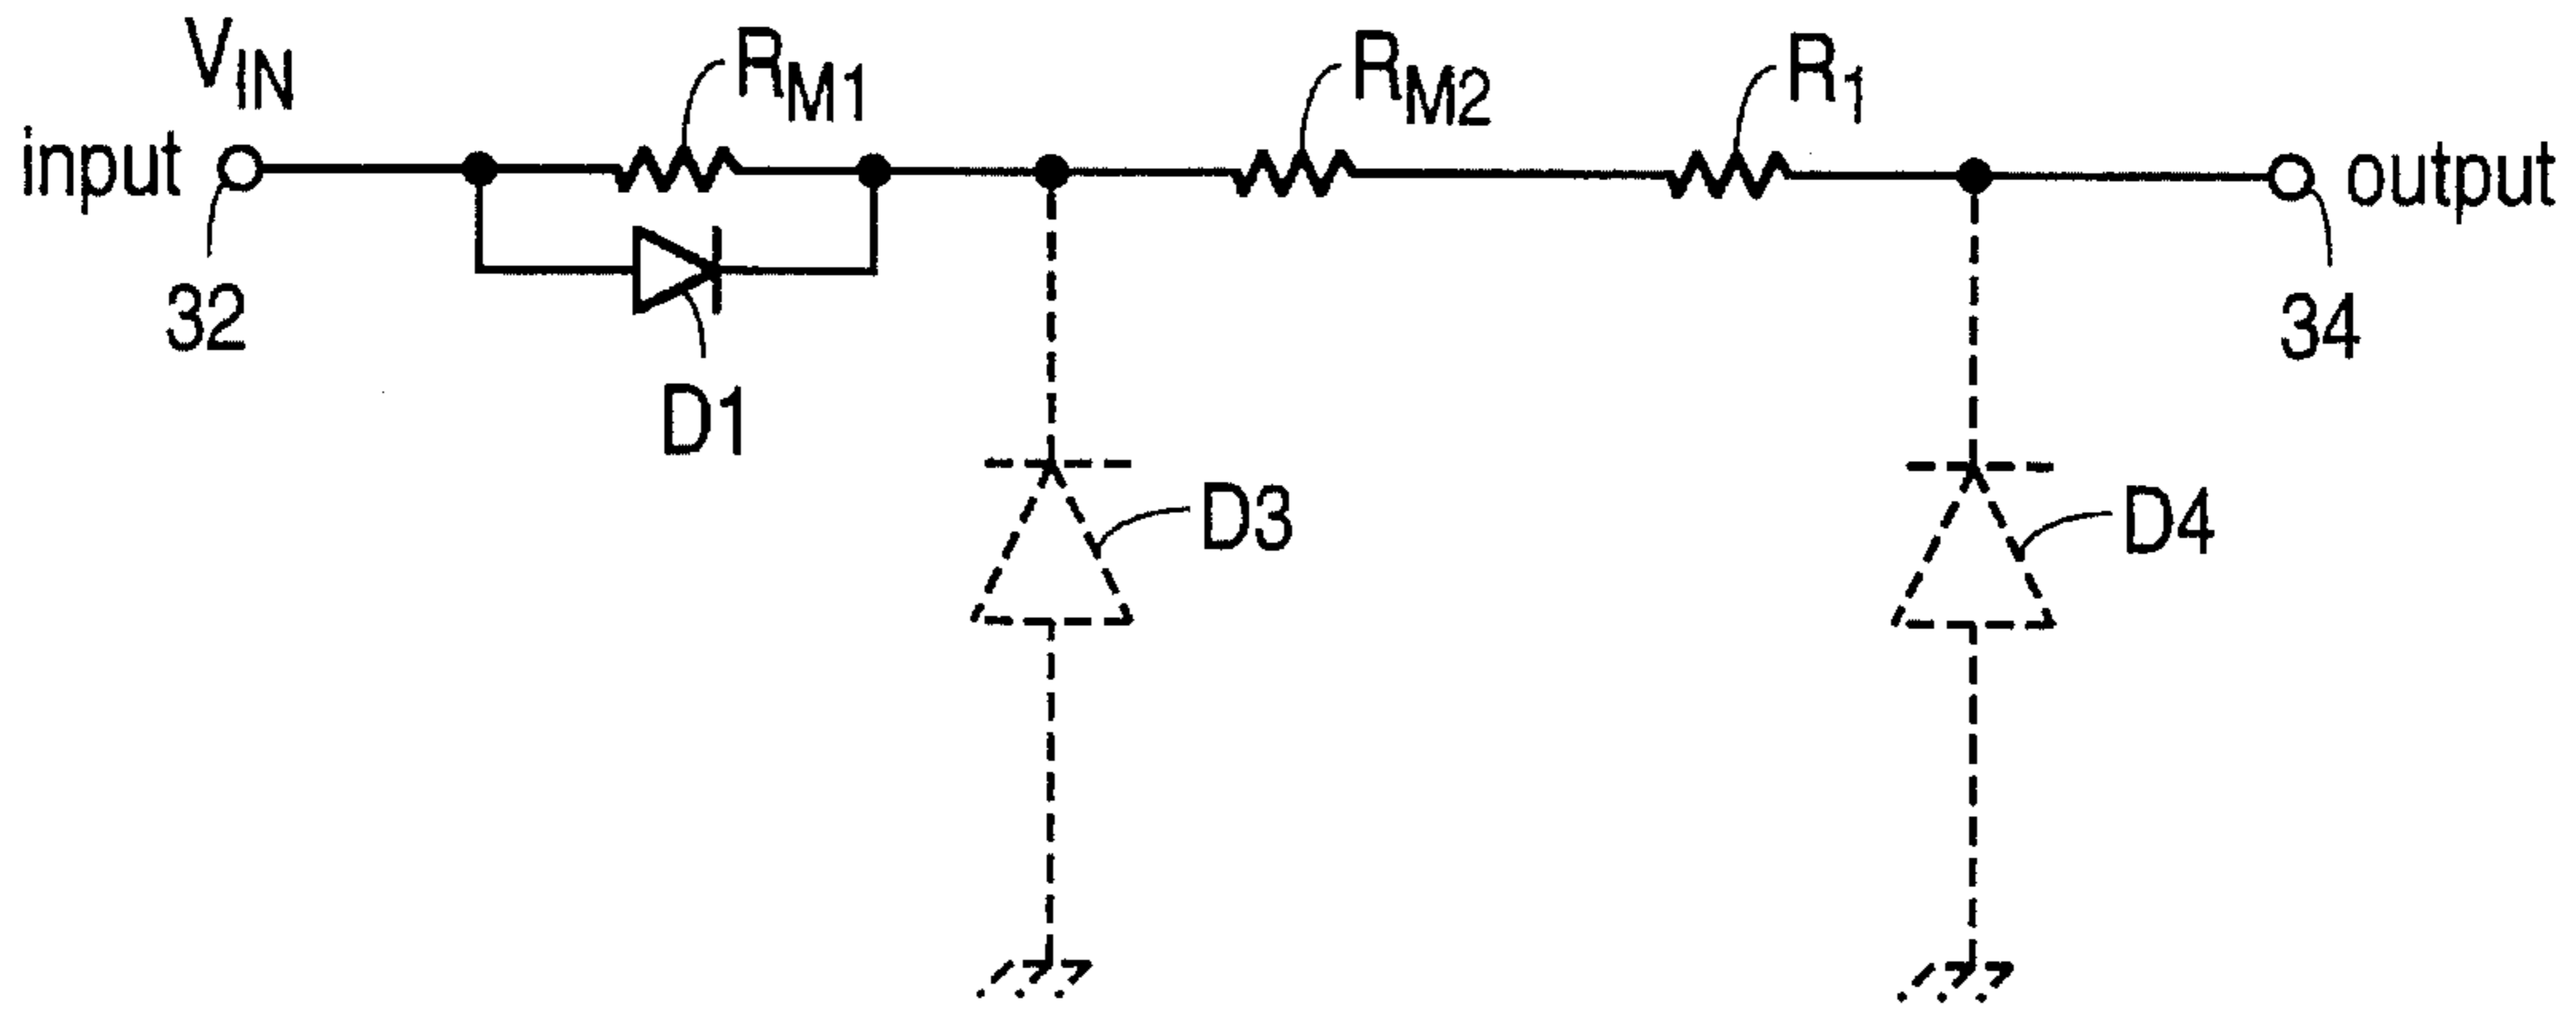 V_IN
R_M1
R_M2
R_1
input
output
32
34
D1
D3
D4